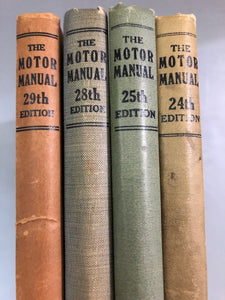 THE
MOTOR
MANUAL
29th
EDITION
THE
MOTOR
MANUAL
28th
EDITION
THE
MOTOR
MANUAL
25th
EDITION
THE
MOTOR
MANUAL
24th
EDITION